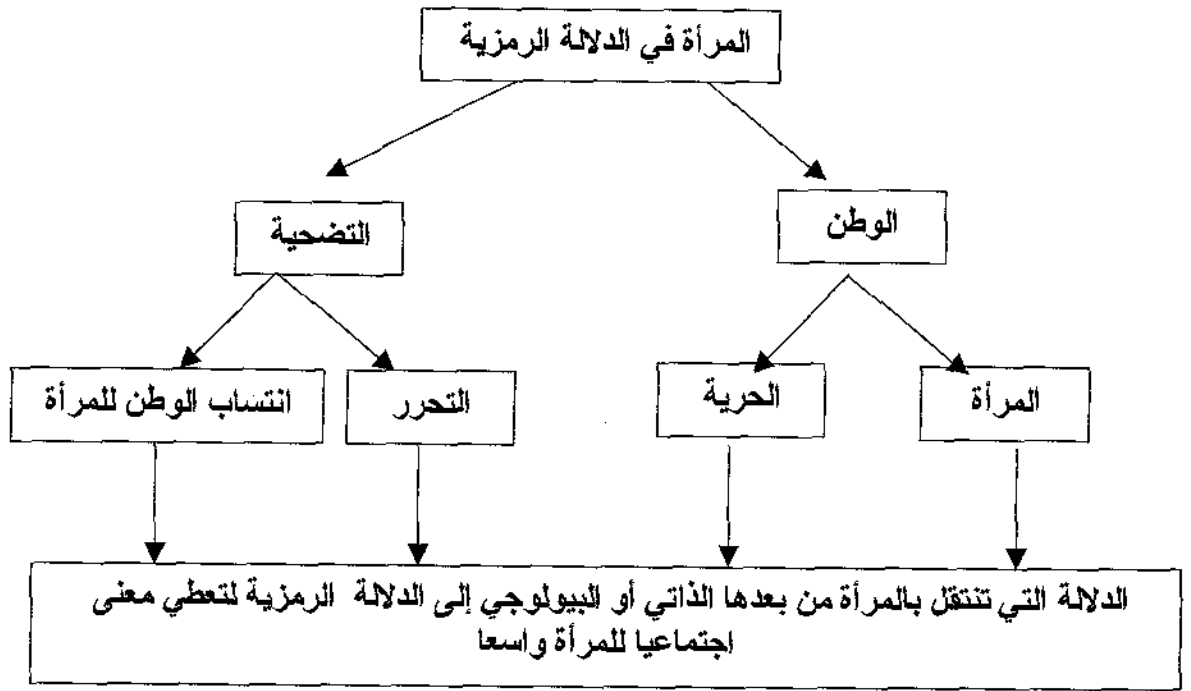 المرأة في الدلالة الرمزية
الوطن
التضحية
المرأة
الحرية
التحرر
انتساب الوطن للمرأة
الدلالة التي تنتقل بالمرأة من بعدها الذاتي أو البيولوجي إلى الدلالة الرمزية لتعطي معنى
اجتماعيا للمرأة واسعا